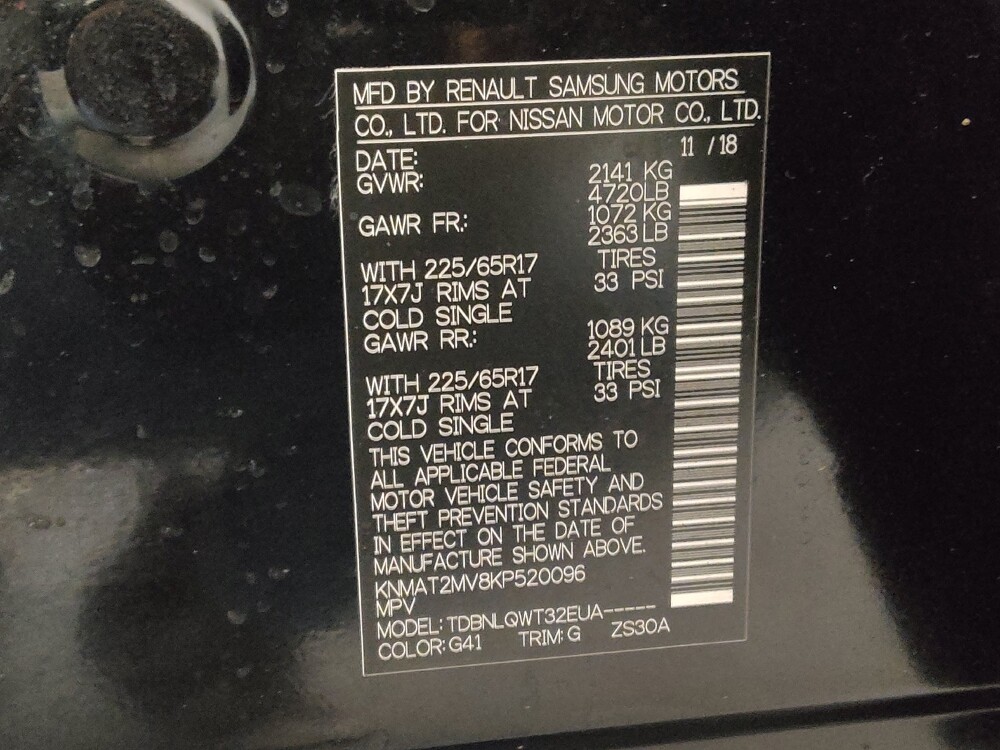 MFD BY RENAULT SAMSUNG MOTORS
CO., LTD. FOR NISSAN MOTOR CO., LTD.
DATE: 11 /18
GVWR: 2141 KG
4720LB
GAWR FR.: 1072 KG
2363LB
WITH 225/65R17 TIRES
17X7J RIMS AT 33 PSI
COLD SINGLE
GAWR RR.: 1089 KG
2401LB
WITH 225/65R17 TIRES
17X7J RIMS AT 33 PSI
COLD SINGLE
THIS VEHICLE CONFORMS TO
ALL APPLICABLE FEDERAL
MOTOR VEHICLE SAFETY AND
THEFT PREVENTION STANDARDS
IN EFFECT ON THE DATE OF
MANUFACTURE SHOWN ABOVE.
KNMAT2MV8KP520096
MPV
MODEL: TDBNLQWT32EUA-----
COLOR: G41 TRIM: G ZS30A